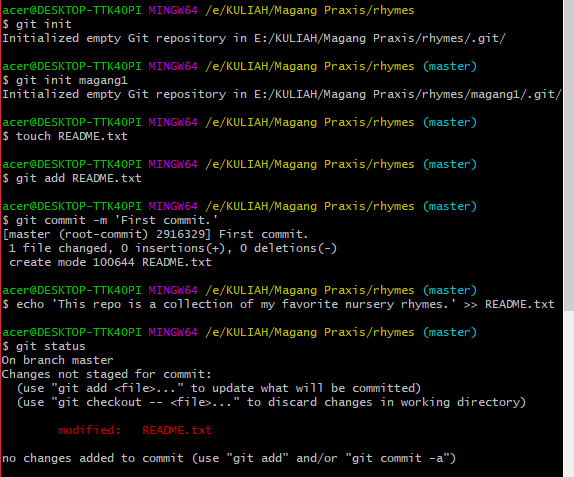 acer@DESKTOP-TTK4OPI MINGW64 /e/KULIAH/Magang Praxis/rhymes
$ git init
Initialized empty Git repository in E:/KULIAH/Magang Praxis/rhymes/.git/
acer@DESKTOP-TTK4OPI MINGW64 /e/KULIAH/Magang Praxis/rhymes (master)
$ git init magang1
Initialized empty Git repository in E:/KULIAH/Magang Praxis/rhymes/magang1/.git/
acer@DESKTOP-TTK4OPI MINGW64 /e/KULIAH/Magang Praxis/rhymes (master)
$ touch README.txt
acer@DESKTOP-TTK4OPI MINGW64 /e/KULIAH/Magang Praxis/rhymes (master)
$ git add README.txt
acer@DESKTOP-TTK4OPI MINGW64 /e/KULIAH/Magang Praxis/rhymes (master)
$ git commit -m 'First commit.'
[master (root-commit) 2916329] First commit.
 1 file changed, 0 insertions(+), 0 deletions(-)
 create mode 100644 README.txt
acer@DESKTOP-TTK4OPI MINGW64 /e/KULIAH/Magang Praxis/rhymes (master)
$ echo 'This repo is a collection of my favorite nursery rhymes.' >> README.txt
acer@DESKTOP-TTK4OPI MINGW64 /e/KULIAH/Magang Praxis/rhymes (master)
$ git status
On branch master
Changes not staged for commit:
  (use "git add <file>..." to update what will be committed)
  (use "git checkout -- <file>..." to discard changes in working directory)
        modified:   README.txt
no changes added to commit (use "git add" and/or "git commit -a")